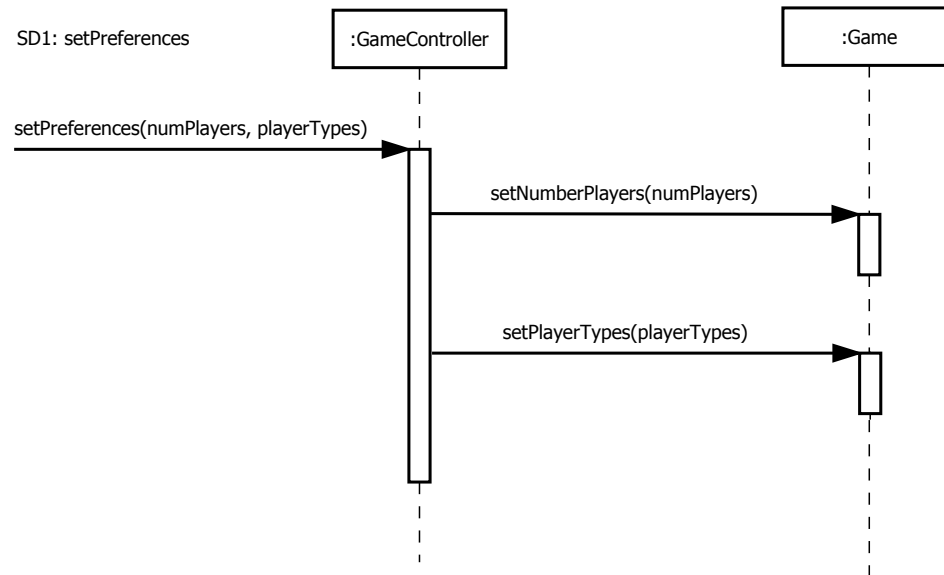 SD1: setPreferences
:GameController
:Game
setPreferences(numPlayers, playerTypes)
setNumberPlayers(numPlayers)
setPlayerTypes(playerTypes)